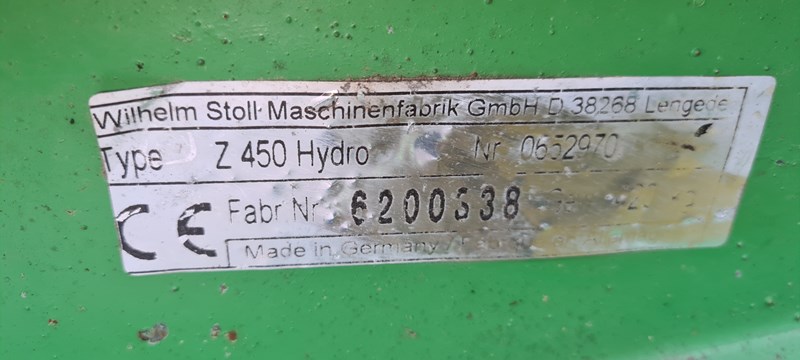 Wilhelm Stoll Maschinenfabrik GmbH D 38268 Lengede
Type Z 450 Hydro Nr 0652970
CE Fabr Nr 6200338
Made in Germany